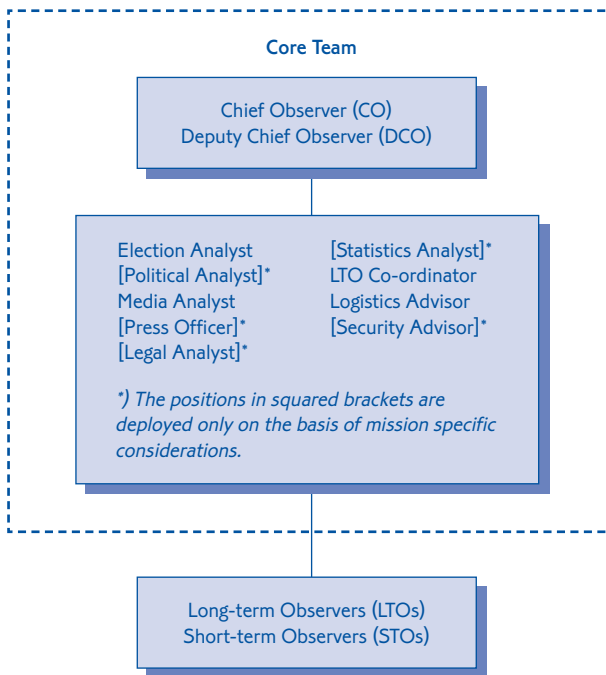 Core Team
Chief Observer (CO)
Deputy Chief Observer (DCO)
Election Analyst
[Political Analyst]*
Media Analyst
[Press Officer]*
[Legal Analyst]*
[Statistics Analyst]*
LTO Co-ordinator
Logistics Advisor
[Security Advisor]*
*) The positions in squared brackets are
deployed only on the basis of mission specific
considerations.
Long-term Observers (LTOs)
Short-term Observers (STOs)